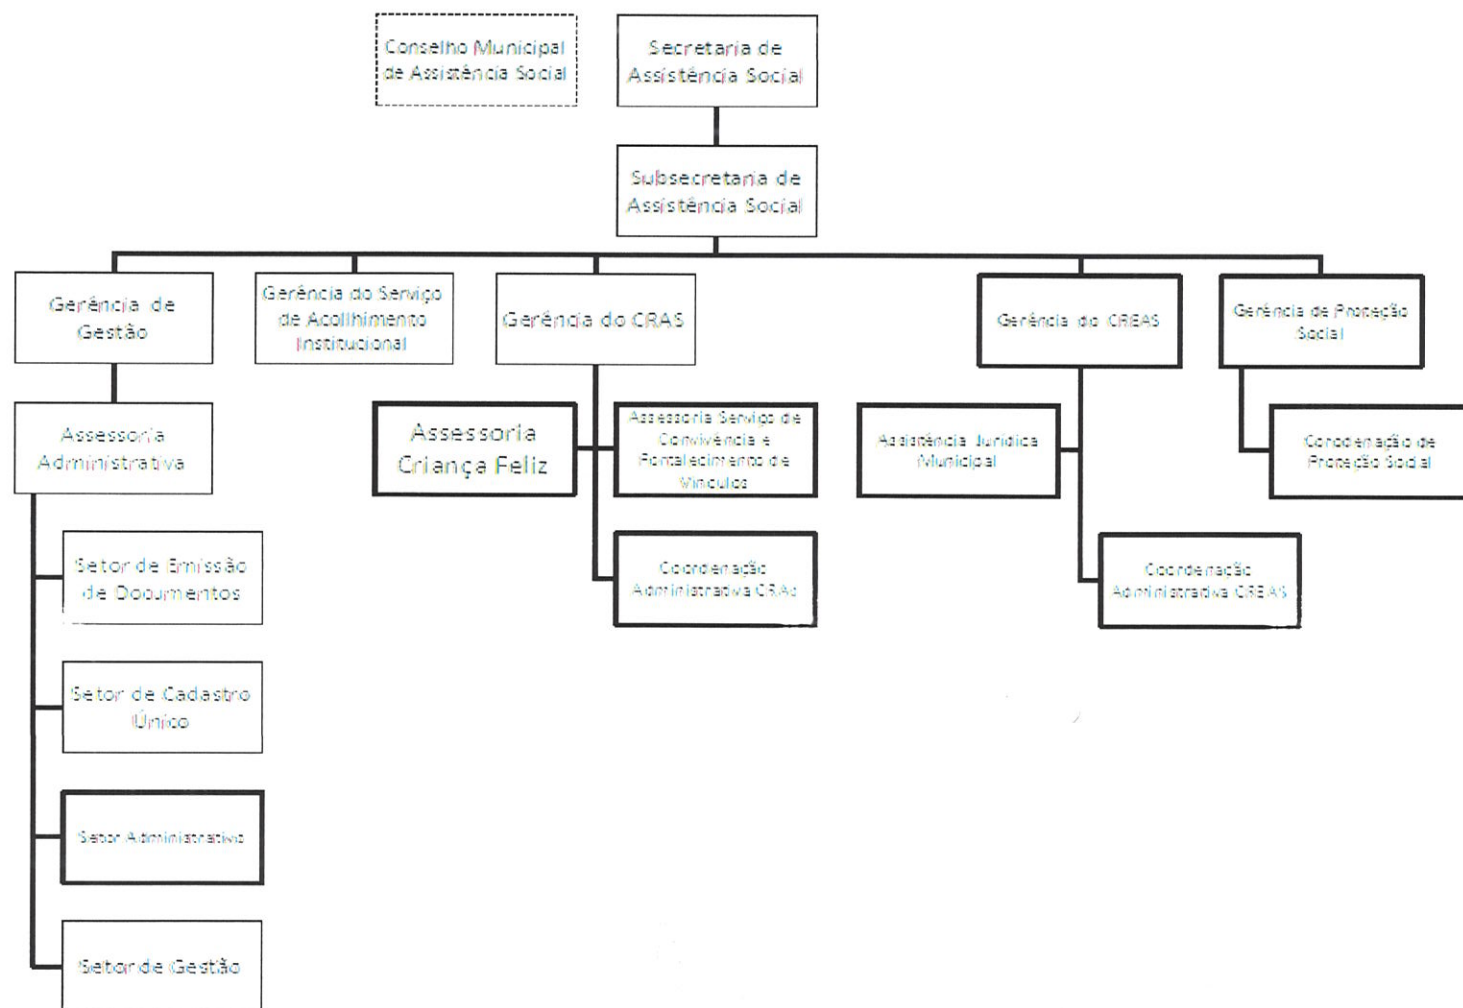 Conselho Municipal
de Assistência Social
Secretaria de
Assistência Social
Subsecretaria de
Assistência Social
Gerência de
Gestão
Gerência do Serviço
de Acolhimento
Institucional
Gerência do CRAS
Gerência do CREAS
Gerência de Proteção
Social
Assessoria
Administrativa
Assessoria
Criança Feliz
Assessoria Serviço de
Convivência e
Fortalecimento de
Vínculos
Assistência Jurídica
Municipal
Coordenação de
Proteção Social
Setor de Emissão
de Documentos
Coordenação
Administrativa CRAS
Coordenação
Administrativa CREAS
Setor de Cadastro
Único
Setor Administrativo
Setor de Gestão